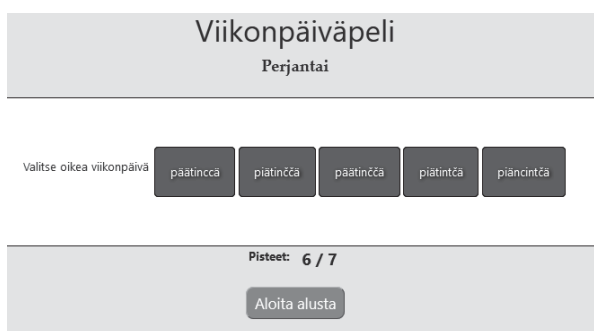 Viikonpäiväpeli
Perjantai
Valitse oikea viikonpäivä päätinccä piätinččä päätinččä piätintčä piäncintčä
Pisteet: 6 / 7
Aloita alusta